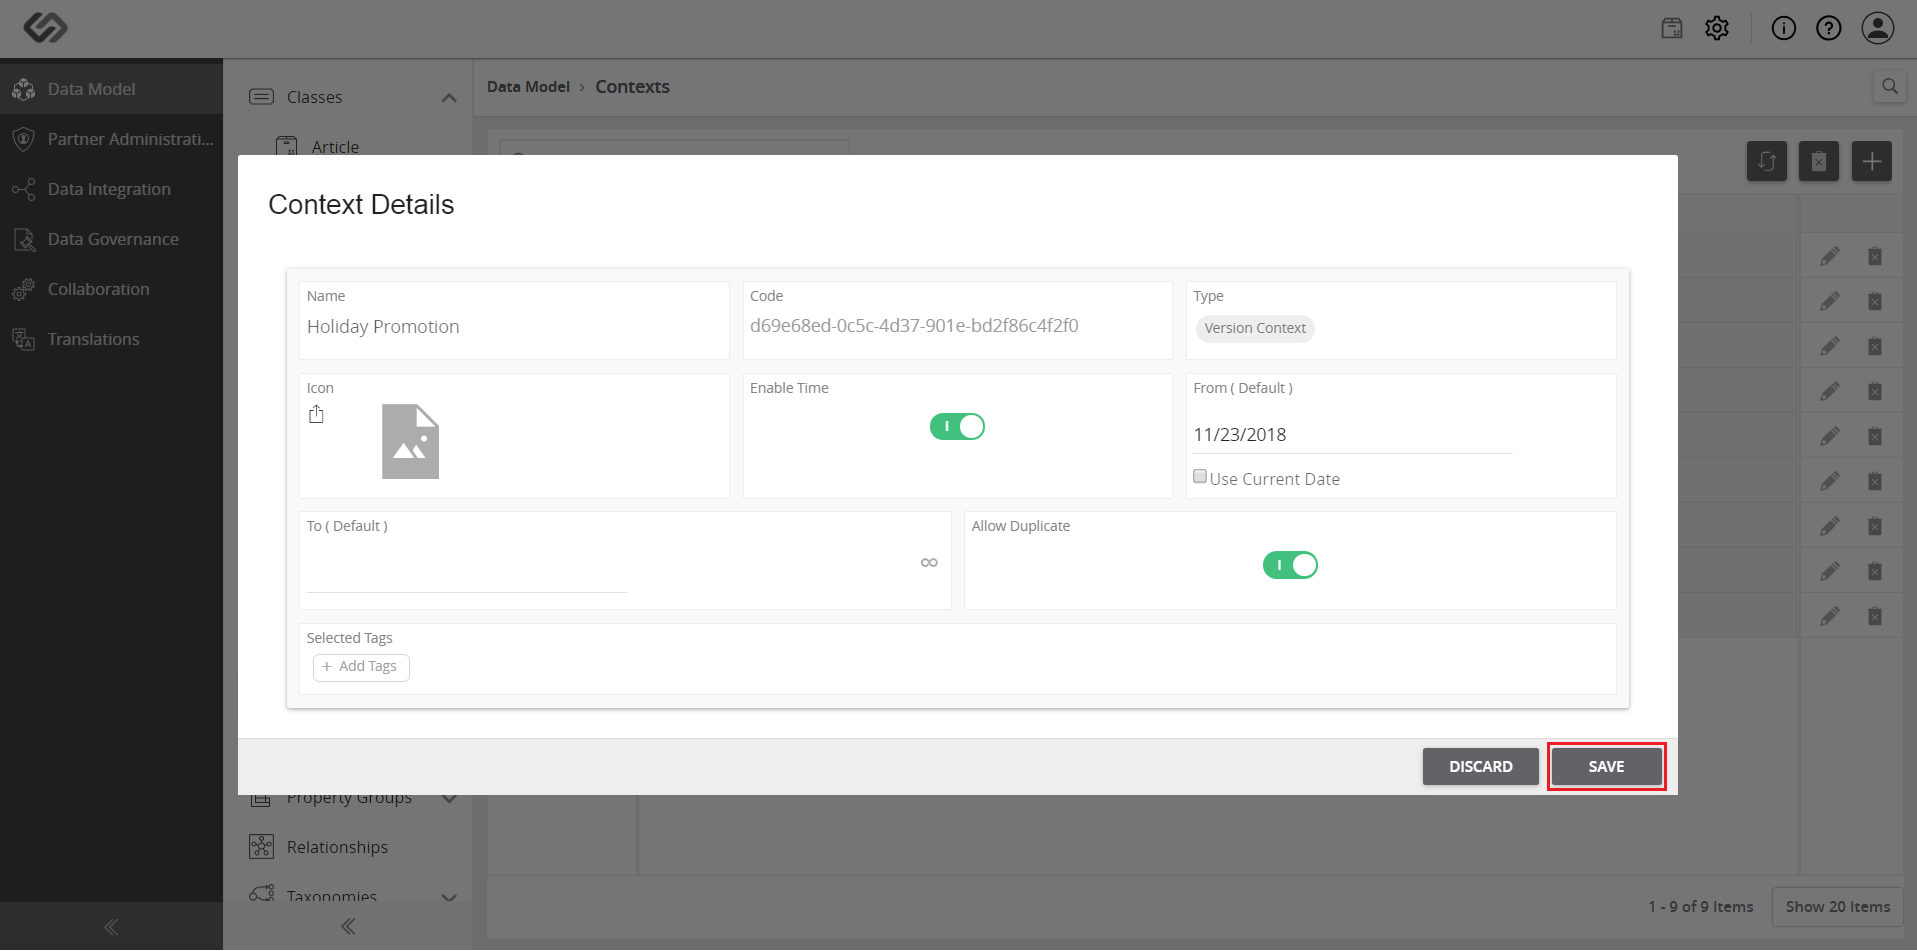 Data Model
Partner Administrati...
Data Integration
Data Governance
Collaboration
Translations
Classes
Article
Property Groups
Relationships
Taxonomies
Data Model › Contexts
Context Details
Name
Holiday Promotion
Code
d69e68ed-0c5c-4d37-901e-bd2f86c4f2f0
Type
Version Context
Icon
Enable Time
From ( Default )
11/23/2018
Use Current Date
To ( Default )
∞
Allow Duplicate
Selected Tags
+ Add Tags
DISCARD
SAVE
1 - 9 of 9 Items
Show 20 Items